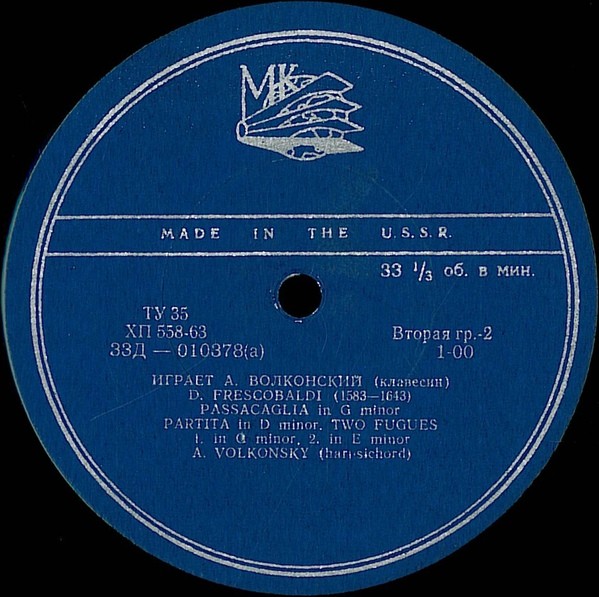 МК
MADE IN THE U.S.S.R.
33 ⅓ об. в мин.
ТУ 35
ХП 558-63
33Д — 010378(а)
Вторая гр.-2
1-00
ИГРАЕТ А. ВОЛКОНСКИЙ (клавесин)
D. FRESCOBALDI (1583—1643)
PASSACAGLIA in G minor
PARTITA in D minor. TWO FUGUES
1. in G minor, 2. in E minor
A. VOLKONSKY (harpsichord)